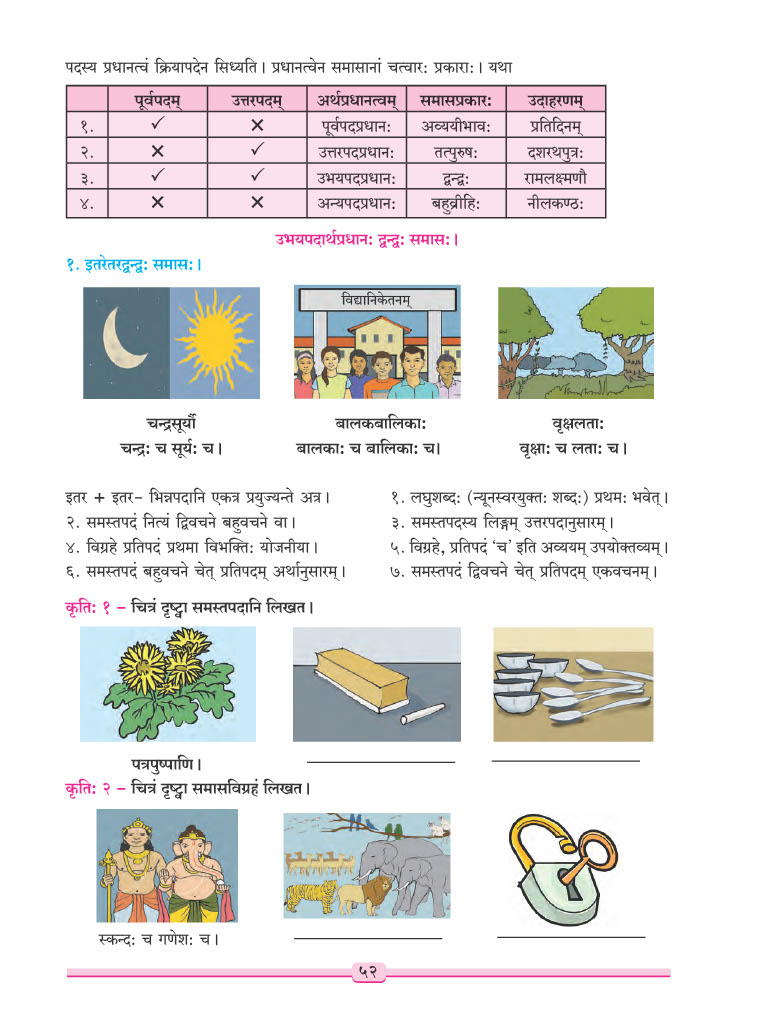 पदस्य प्रधानत्वं क्रियापदेन सिध्यति। प्रधानत्वेन समासानां चत्वारः प्रकाराः। यथा
पूर्वपदम् उत्तरपदम् अर्थप्रधानत्वम् समासप्रकारः उदाहरणम्
१. ✓ × पूर्वपदप्रधानः अव्ययीभावः प्रतिदिनम्
२. × ✓ उत्तरपदप्रधानः तत्पुरुषः दशरथपुत्रः
३. ✓ ✓ उभयपदप्रधानः द्वन्द्वः रामलक्ष्मणौ
४. × × अन्यपदप्रधानः बहुव्रीहिः नीलकण्ठः
उभयपदार्थप्रधानः द्वन्द्वः समासः।
१. इतरेतरद्वन्द्वः समासः।
विद्यानिकेतनम्
चन्द्रसूर्यौ बालकबालिकाः वृक्षलताः
चन्द्रः च सूर्यः च। बालकाः च बालिकाः च। वृक्षाः च लताः च।
इतर + इतर– भिन्नपदानि एकत्र प्रयुज्यन्ते अत्र। १. लघुशब्दः (न्यूनस्वरयुक्तः शब्दः) प्रथमः भवेत्।
२. समस्तपदं नित्यं द्विवचने बहुवचने वा। ३. समस्तपदस्य लिङ्गम् उत्तरपदानुसारम्।
४. विग्रहे प्रतिपदं प्रथमा विभक्तिः योजनीया। ५. विग्रहे, प्रतिपदं ‘च’ इति अव्ययम् उपयोक्तव्यम्।
६. समस्तपदं बहुवचने चेत् प्रतिपदम् अर्थानुसारम्। ७. समस्तपदं द्विवचने चेत् प्रतिपदम् एकवचनम्।
कृतिः १ – चित्रं दृष्ट्वा समस्तपदानि लिखत।
पत्रपुष्पाणि।
कृतिः २ – चित्रं दृष्ट्वा समासविग्रहं लिखत।
स्कन्दः च गणेशः च।
५२